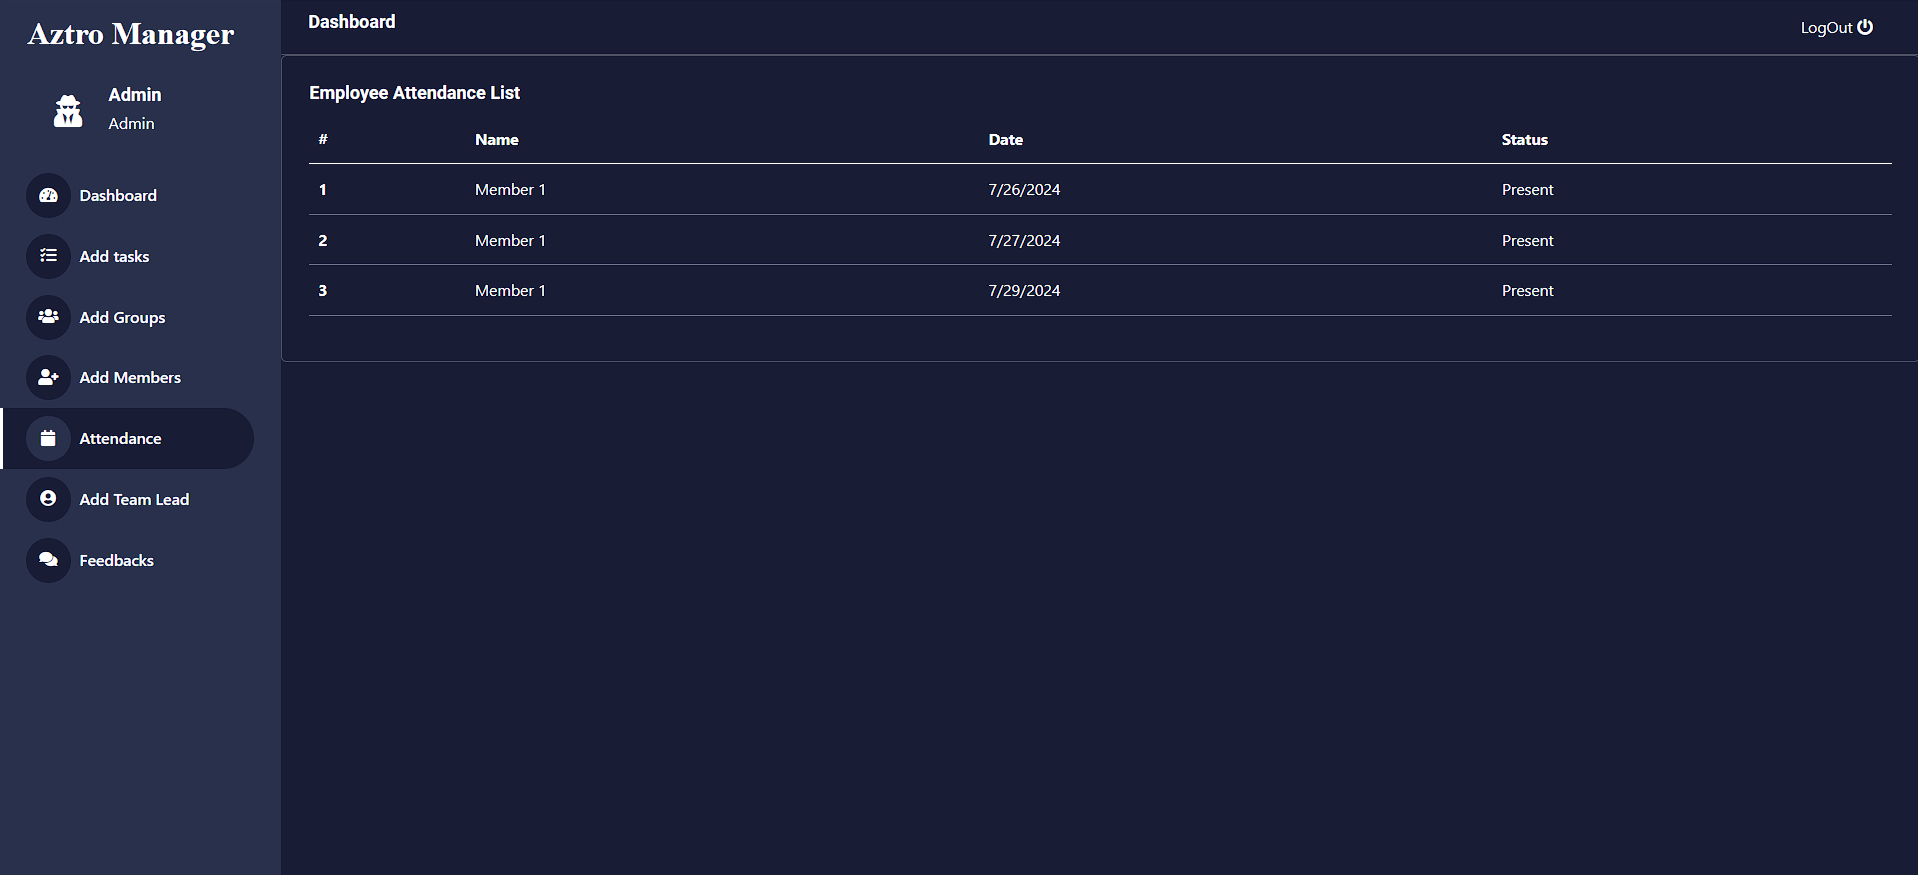 Aztro Manager
Admin
Admin
Dashboard
Add tasks
Add Groups
Add Members
Attendance
Add Team Lead
Feedbacks
Dashboard
LogOut
Employee Attendance List
# Name Date Status
1 Member 1 7/26/2024 Present
2 Member 1 7/27/2024 Present
3 Member 1 7/29/2024 Present